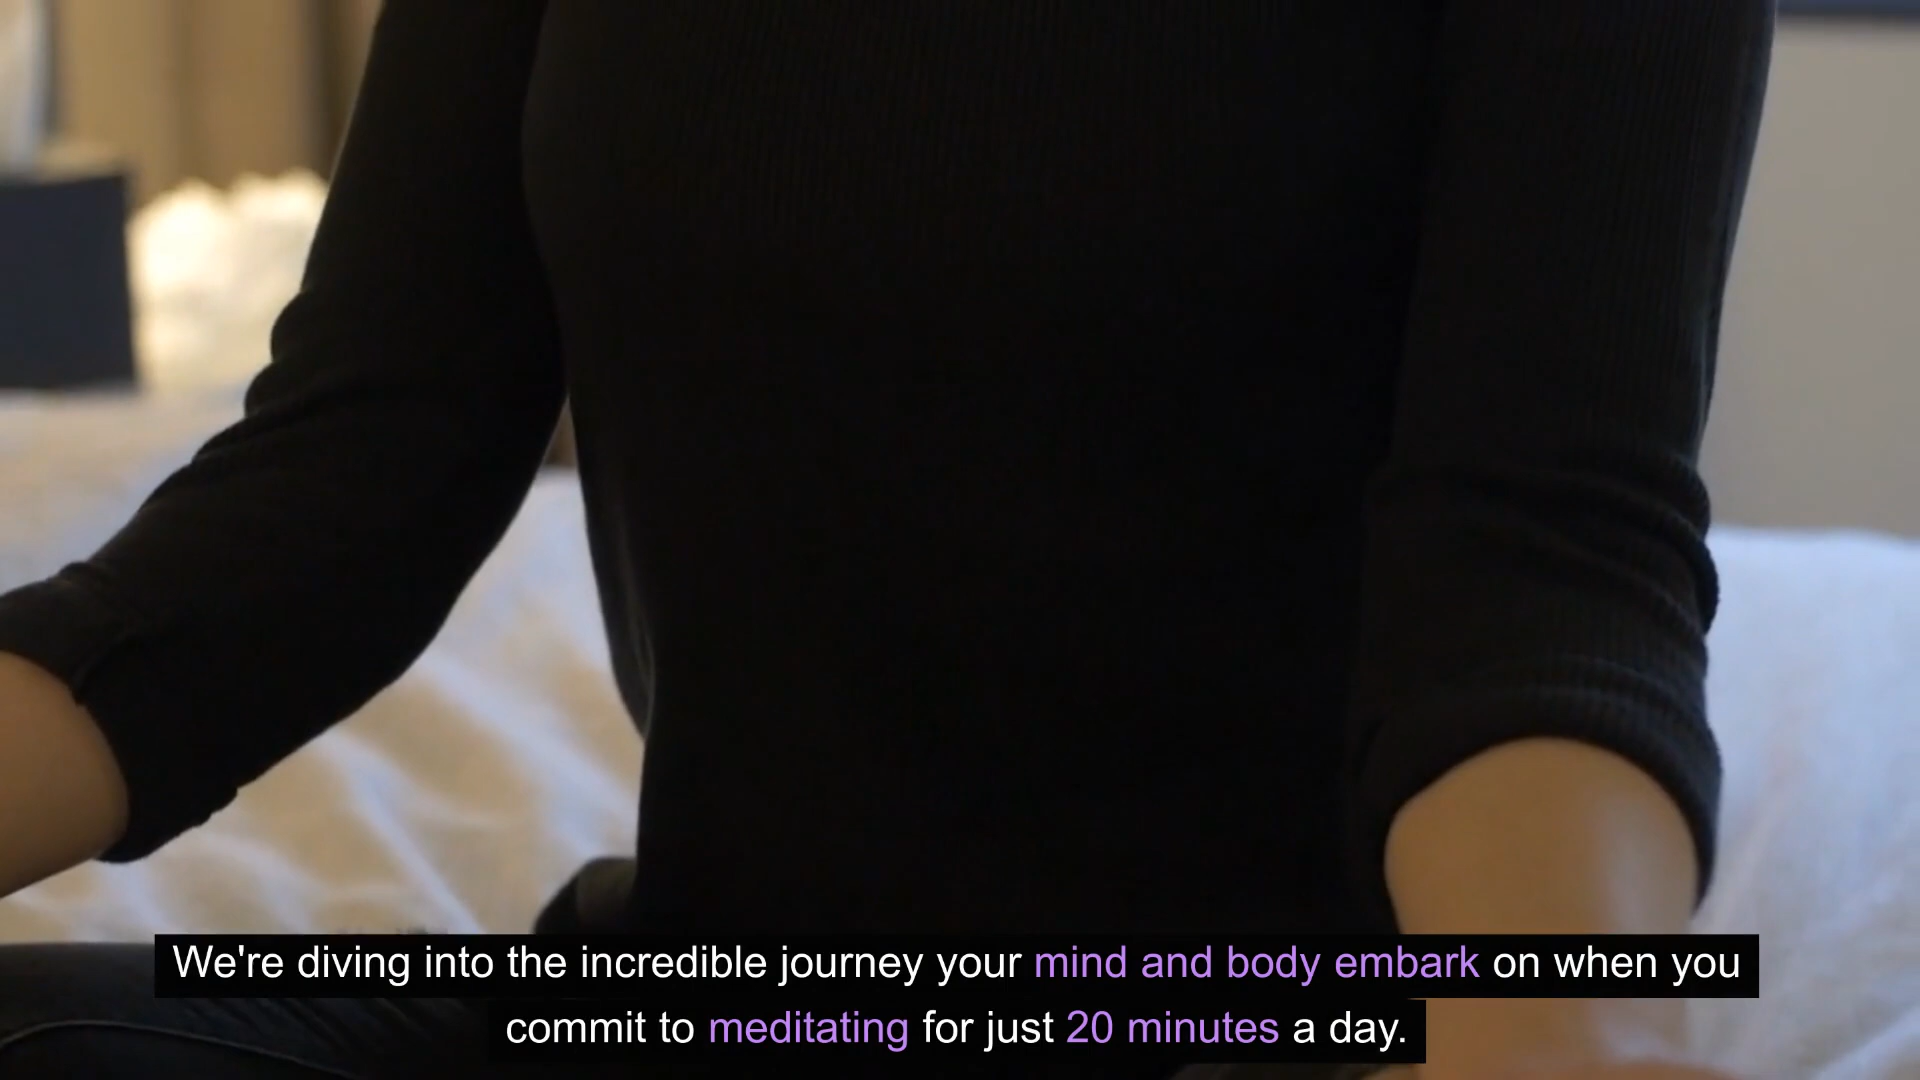 We're diving into the incredible journey your mind and body embark on when you
commit to meditating for just 20 minutes a day.